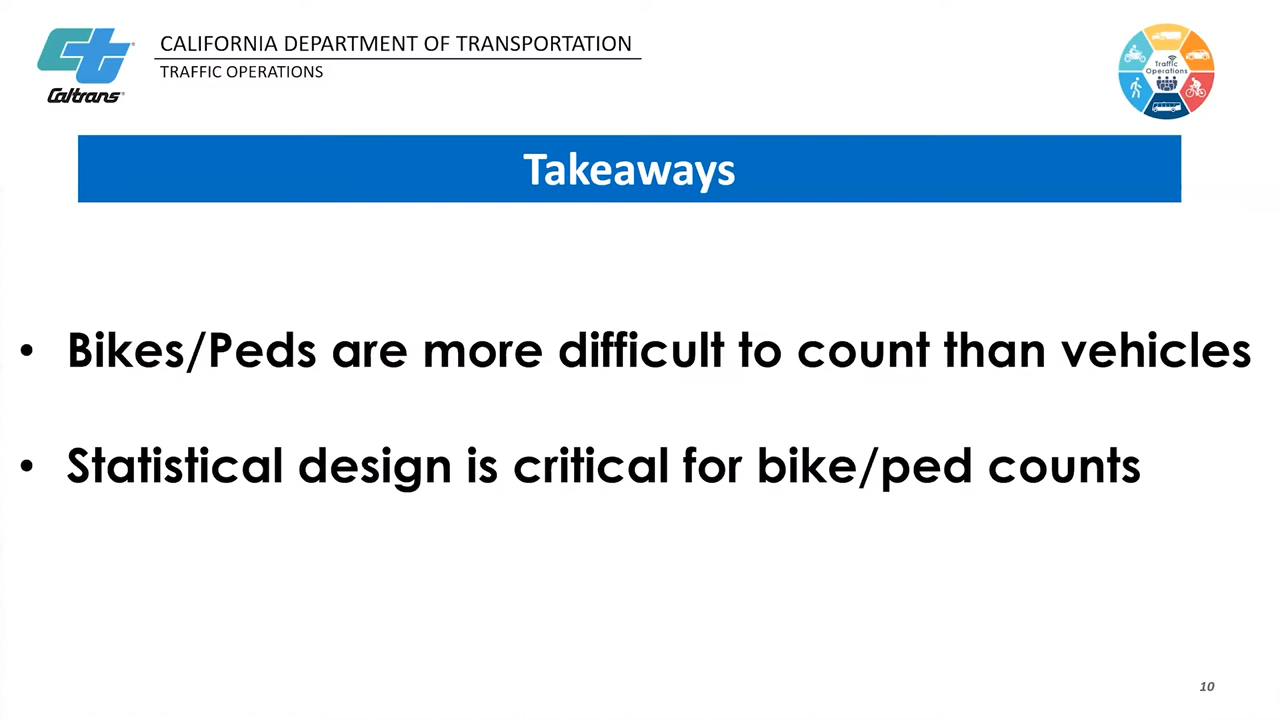 CALIFORNIA DEPARTMENT OF TRANSPORTATION
TRAFFIC OPERATIONS
Caltrans
Traffic
Operations
Takeaways
• Bikes/Peds are more difficult to count than vehicles
• Statistical design is critical for bike/ped counts
10